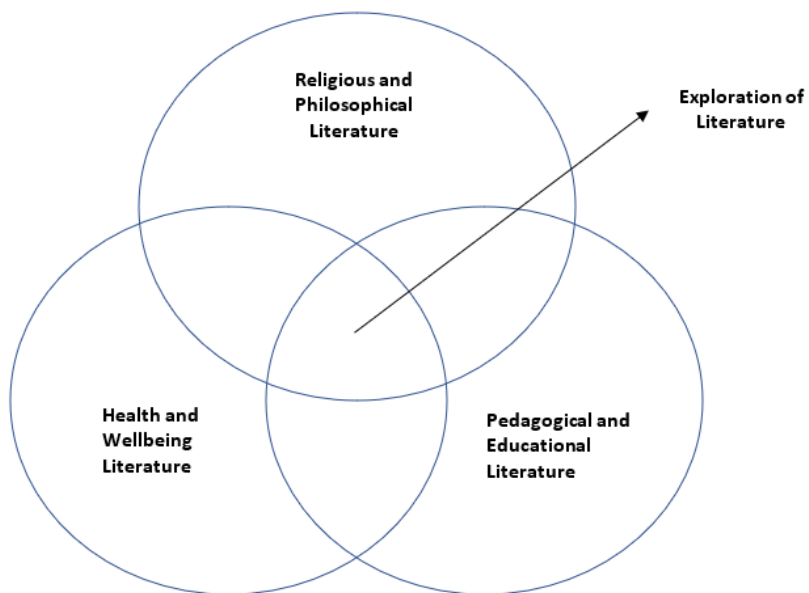 Religious and
Philosophical
Literature
Exploration of
Literature
Health and
Wellbeing
Literature
Pedagogical and
Educational
Literature